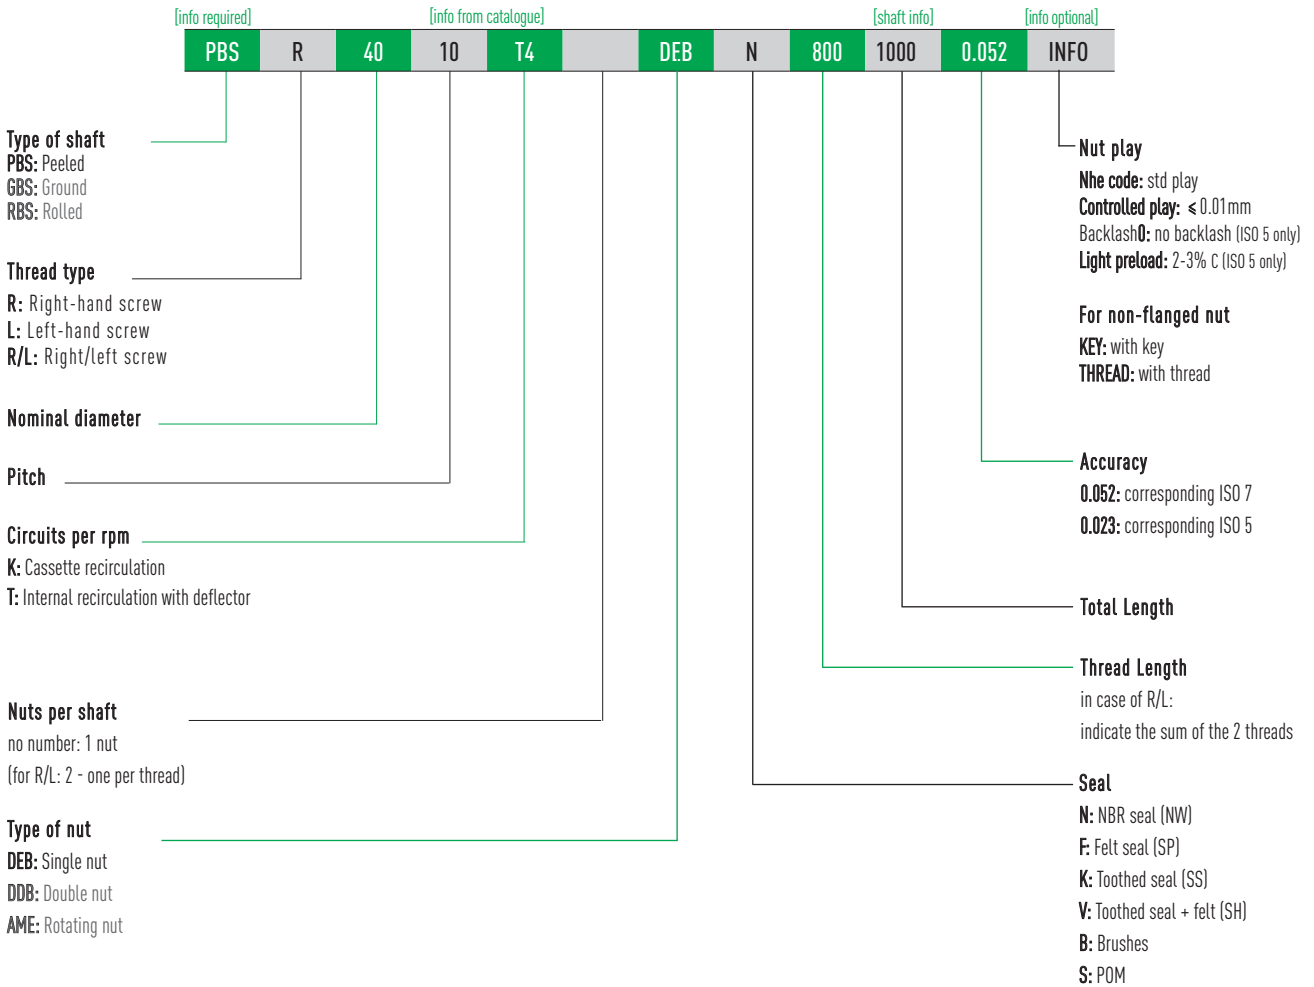 [info required] [info from catalogue] [shaft info] [info optional]
PBS R 40 10 T4 DEB N 800 1000 0.052 INFO
Type of shaft
PBS: Peeled
GBS: Ground
RBS: Rolled
Thread type
R: Right-hand screw
L: Left-hand screw
R/L: Right/left screw
Nominal diameter
Pitch
Circuits per rpm
K: Cassette recirculation
T: Internal recirculation with deflector
Nuts per shaft
no number: 1 nut
(for R/L: 2 - one per thread)
Type of nut
DEB: Single nut
DDB: Double nut
AME: Rotating nut
Nut play
Nhe code: std play
Controlled play: ⩽ 0.01mm
Backlash0: no backlash (ISO 5 only)
Light preload: 2-3% C (ISO 5 only)
For non-flanged nut
KEY: with key
THREAD: with thread
Accuracy
0.052: corresponding ISO 7
0.023: corresponding ISO 5
Total Length
Thread Length
in case of R/L:
indicate the sum of the 2 threads
Seal
N: NBR seal (NW)
F: Felt seal (SP)
K: Toothed seal (SS)
V: Toothed seal + felt (SH)
B: Brushes
S: POM